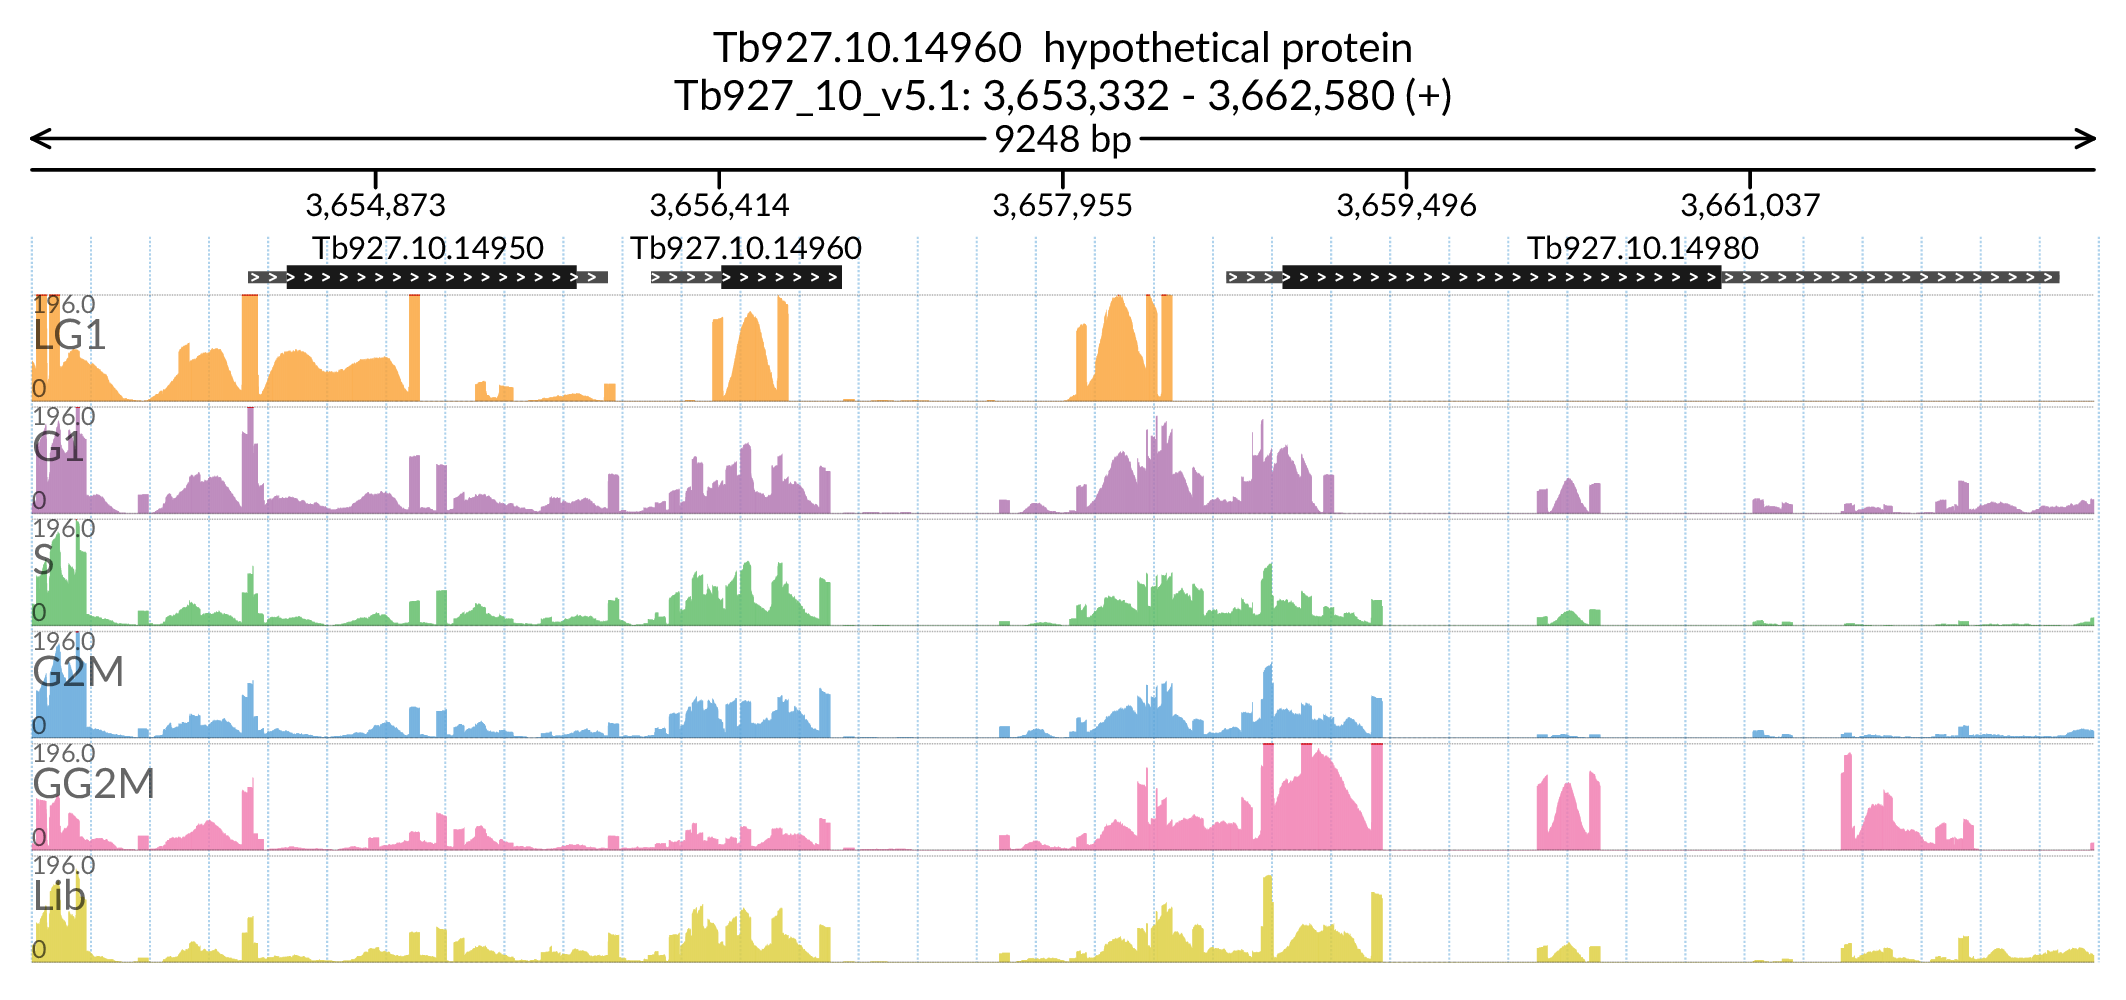 Tb927.10.14960 hypothetical protein
Tb927_10_v5.1: 3,653,332 - 3,662,580 (+)
9248 bp
3,654,873 3,656,414 3,657,955 3,659,496 3,661,037
Tb927.10.14950 Tb927.10.14960 Tb927.10.14980
196.0
LG1
0
196.0
G1
0
196.0
S
0
196.0
G2M
0
196.0
GG2M
0
196.0
Lib
0